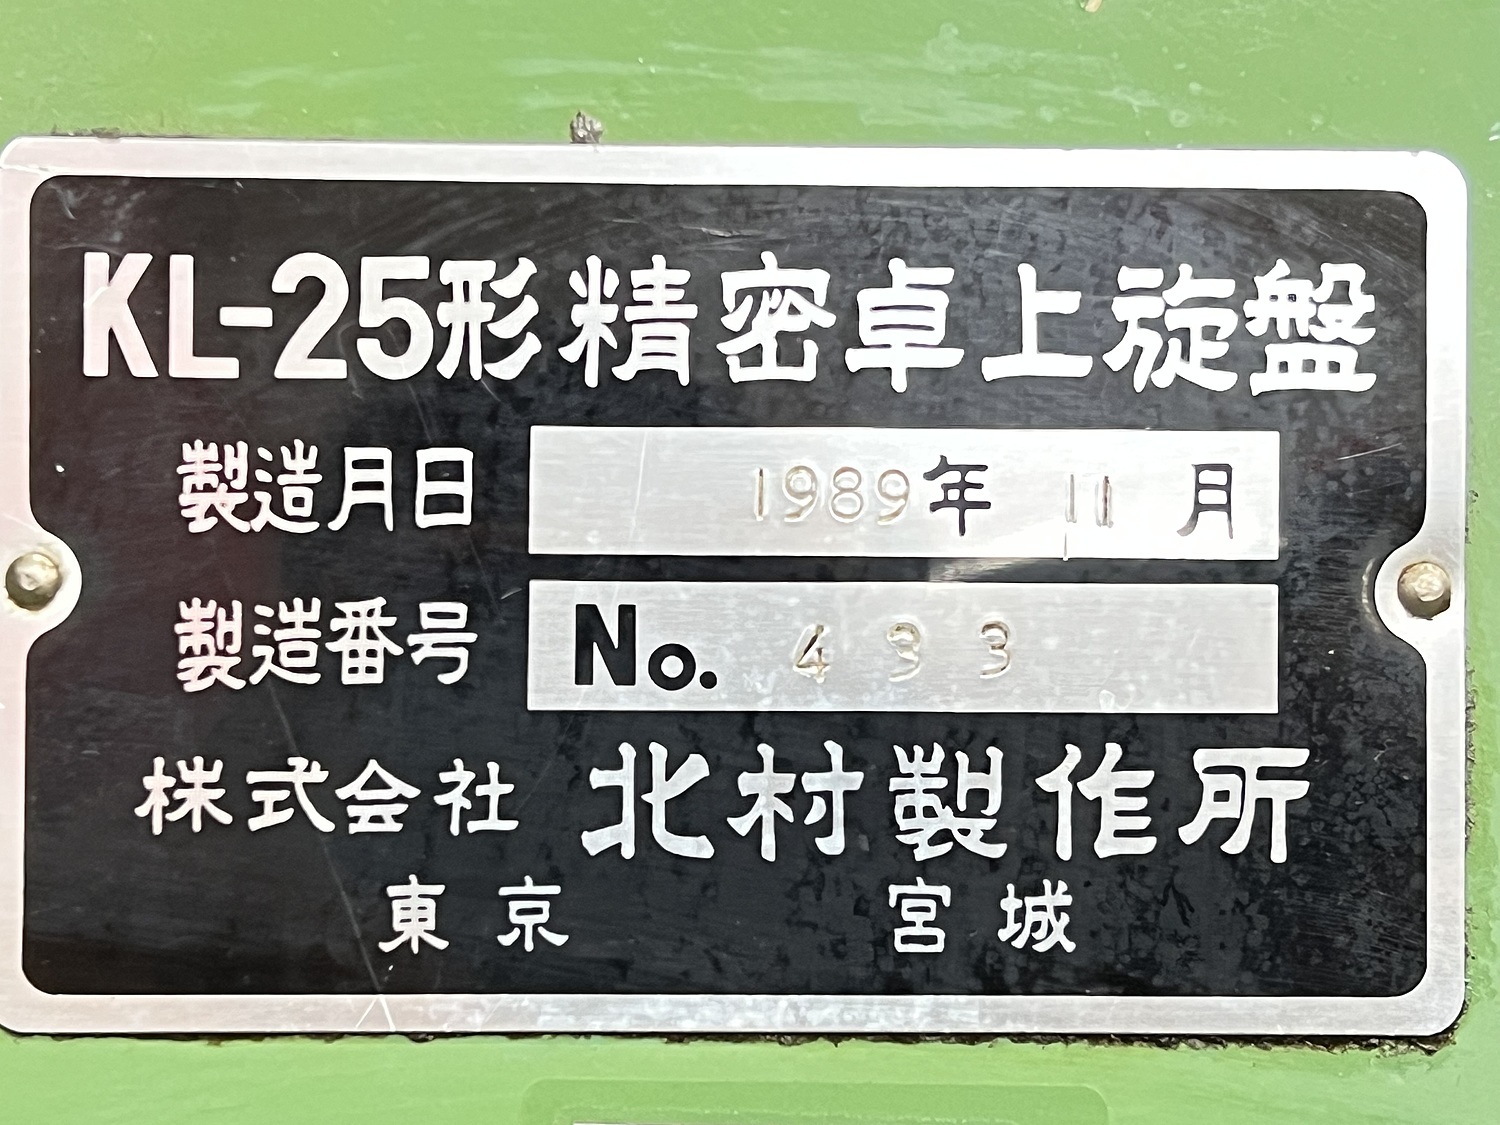 KL-25形精密卓上旋盤
製造月日 1989年 11月
製造番号 No. 493
株式会社 北村製作所
東京 宮城